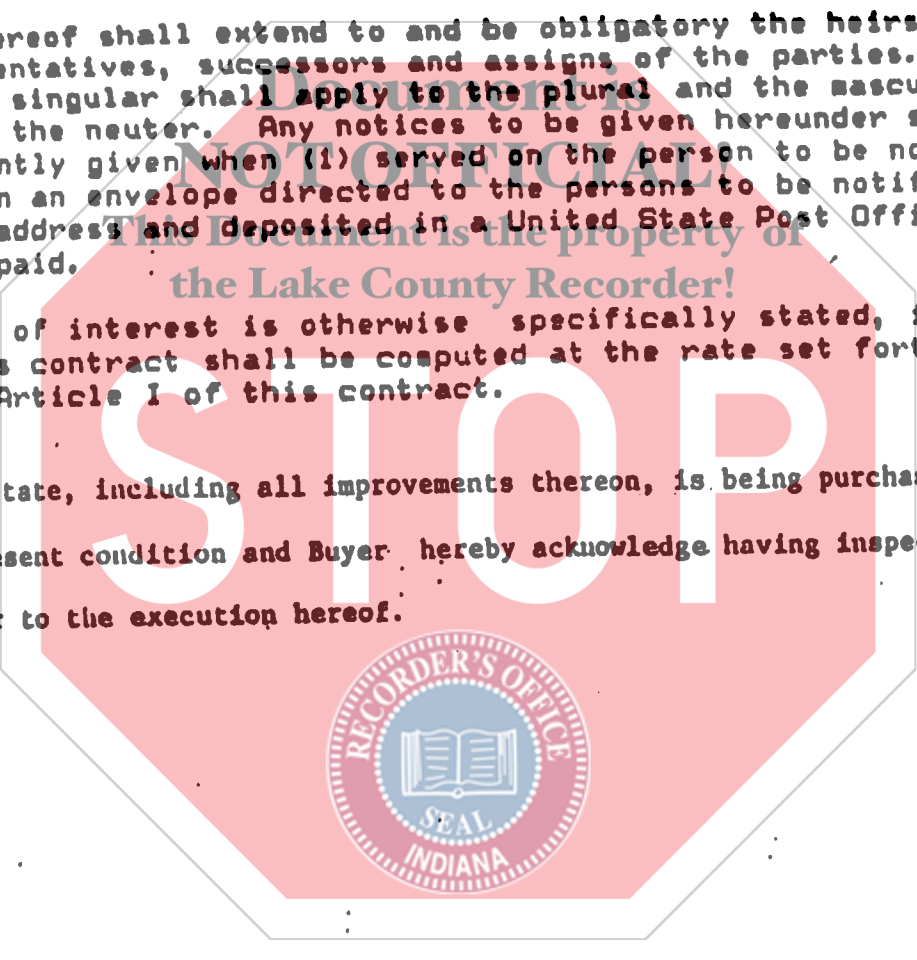 ereof shall extend to and be obligatory the heirs
entatives, successors and assigns of the parties.
singular shall apply to the plural and the mascu
the neuter. Any notices to be given hereunder s
ntly given when (1) served on the person to be no
n an envelope directed to the persons to be notif
address and deposited in a United State Post Offi
paid.
of interest is otherwise specifically stated, i
s contract shall be computed at the rate set fort
Article I of this contract.
tate, including all improvements thereon, is being purcha
esent condition and Buyer hereby acknowledge having inspe
r to the execution hereof.
Document is
NOT OFFICIAL!
This Document is the property of
the Lake County Recorder!
STOP
RECORDER'S OFFICE
SEAL
INDIANA